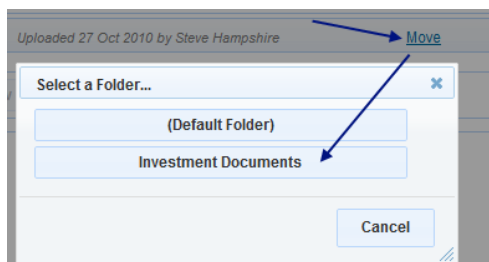 Uploaded 27 Oct 2010 by Steve Hampshire Move
Select a Folder...
(Default Folder)
Investment Documents
Cancel